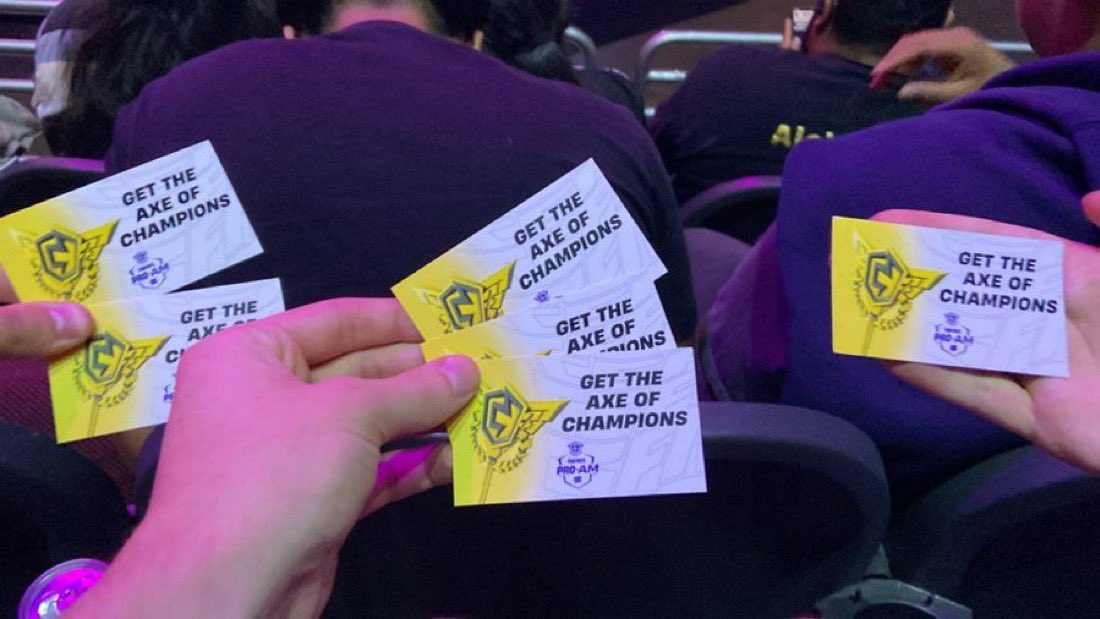 GET THE
AXE OF
CHAMPIONS
PRO-AM
GET THE
AXE OF
GET THE
AXE OF
CHAMPIONS
GET THE
AXE OF
CHAMPIONS
GET THE
AXE OF
CHAMPIONS
PRO-AM
GET THE
AXE OF
CHAMPIONS
PRO-AM